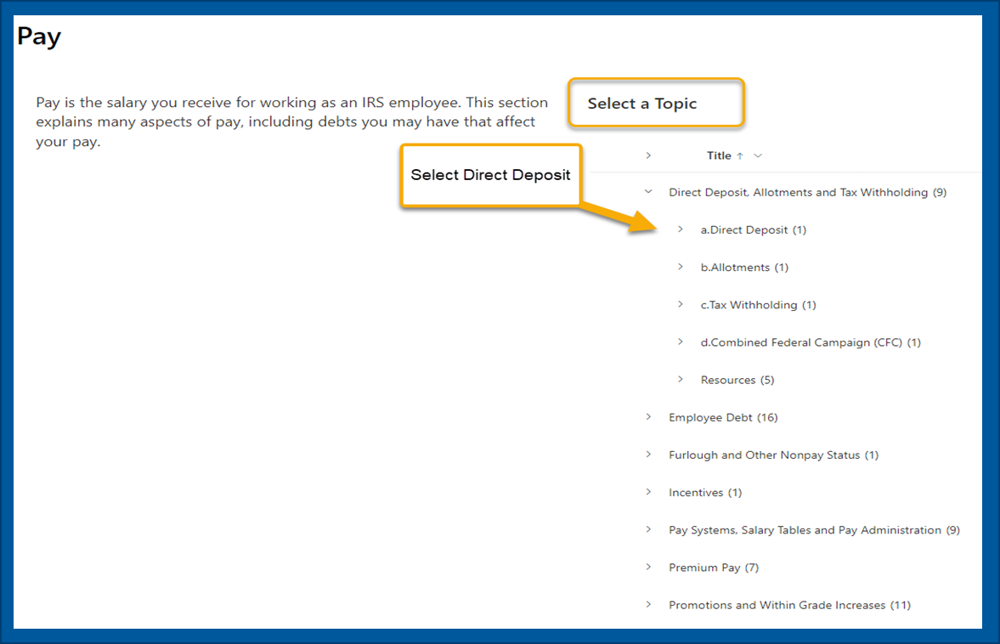 Pay
Pay is the salary you receive for working as an IRS employee. This section
explains many aspects of pay, including debts you may have that affect
your pay.
Select a Topic
Select Direct Deposit
Title
Direct Deposit, Allotments and Tax Withholding (9)
a.Direct Deposit (1)
b.Allotments (1)
c.Tax Withholding (1)
d.Combined Federal Campaign (CFC) (1)
Resources (5)
Employee Debt (16)
Furlough and Other Nonpay Status (1)
Incentives (1)
Pay Systems, Salary Tables and Pay Administration (9)
Premium Pay (7)
Promotions and Within Grade Increases (11)